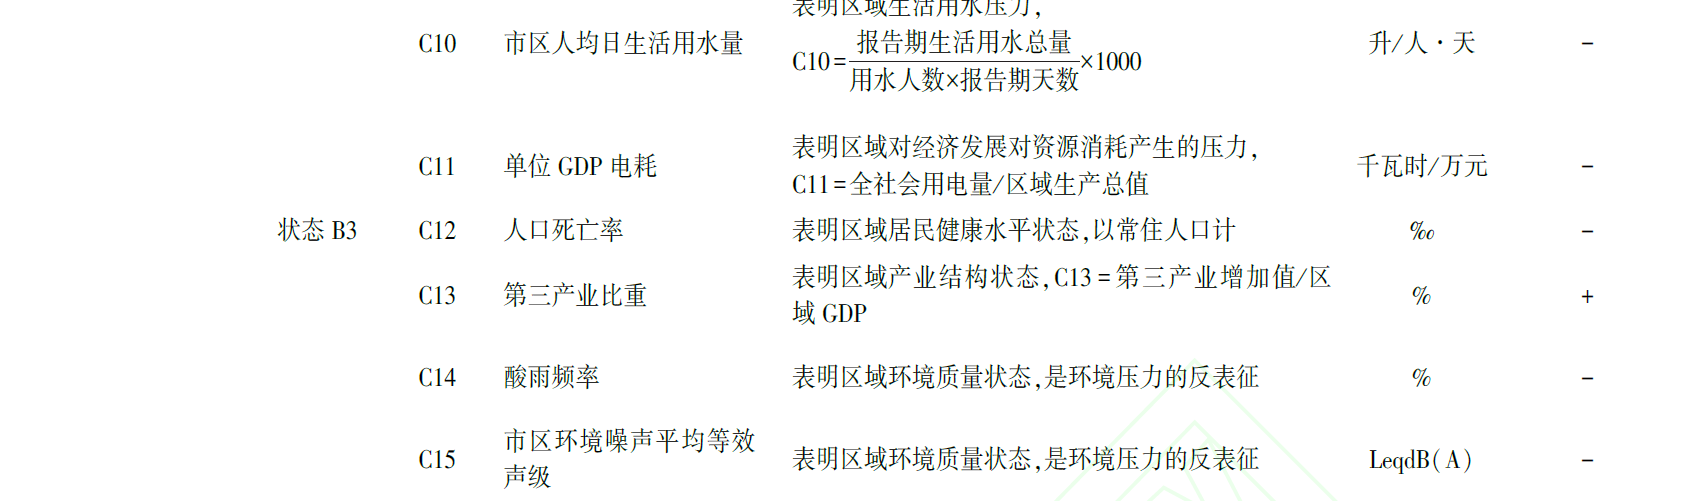 表明区域生活用水压力,
C10 市区人均日生活用水量 C10=报告期生活用水总量/用水人数×报告期天数×1000 升/人·天 -
表明区域对经济发展对资源消耗产生的压力,
C11 单位 GDP 电耗 千瓦时/万元 -
C11=全社会用电量/区域生产总值
状态 B3 C12 人口死亡率 表明区域居民健康水平状态,以常住人口计 ‰ -
表明区域产业结构状态,C13=第三产业增加值/区
C13 第三产业比重 % +
域 GDP
C14 酸雨频率 表明区域环境质量状态,是环境压力的反表征 % -
市区环境噪声平均等效
C15 表明区域环境质量状态,是环境压力的反表征 LeqdB(A) -
声级